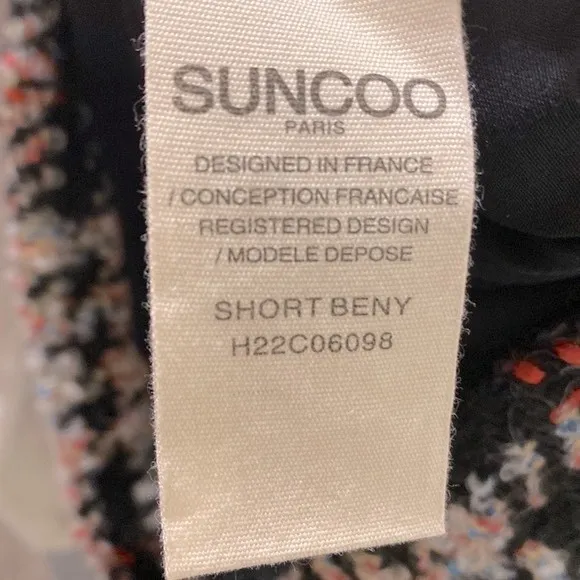 SUNCOO
PARIS
DESIGNED IN FRANCE
/ CONCEPTION FRANCAISE
REGISTERED DESIGN
/ MODELE DEPOSE
SHORT BENY
H22C06098